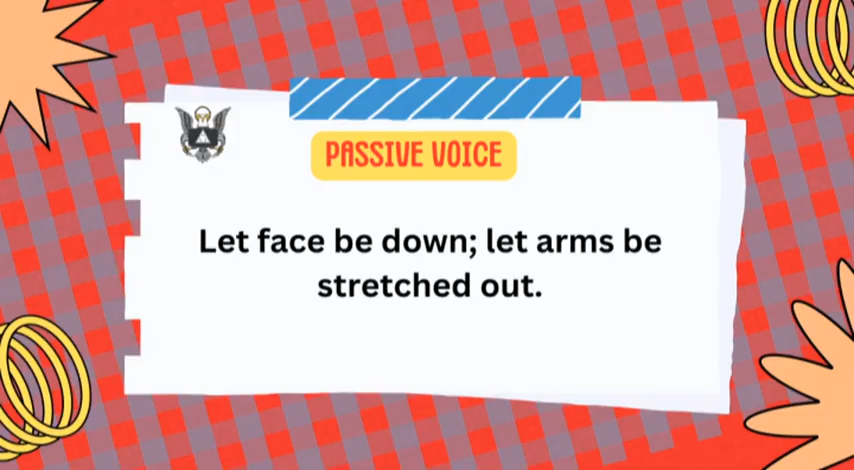 PASSIVE VOICE
Let face be down; let arms be
stretched out.